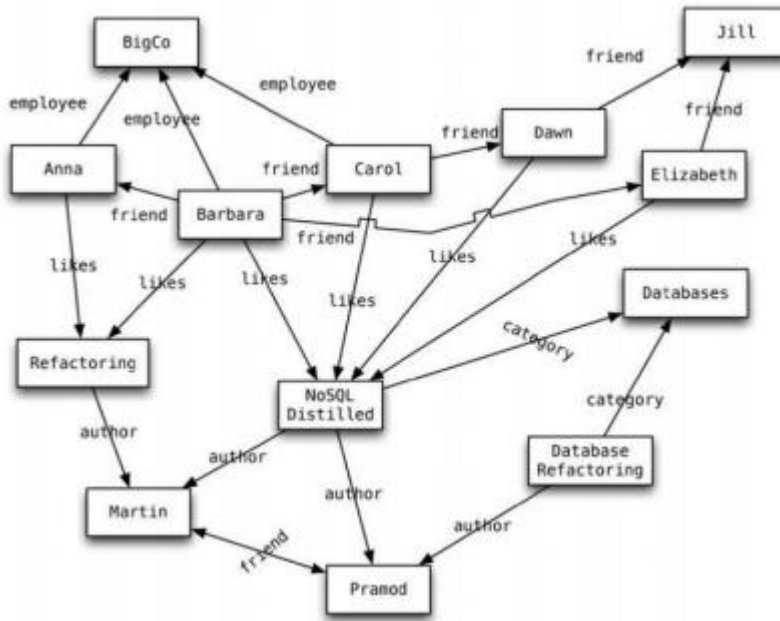 BigCo
Jill
friend
employee
employee
employee
friend
Dawn
friend
Anna
friend
Carol
Elizabeth
friend
Barbara
friend
likes
likes
likes
likes
likes
likes
Databases
Refactoring
category
NoSQL
Distilled
category
author
author
Database
Refactoring
author
Martin
author
friend
Pramod